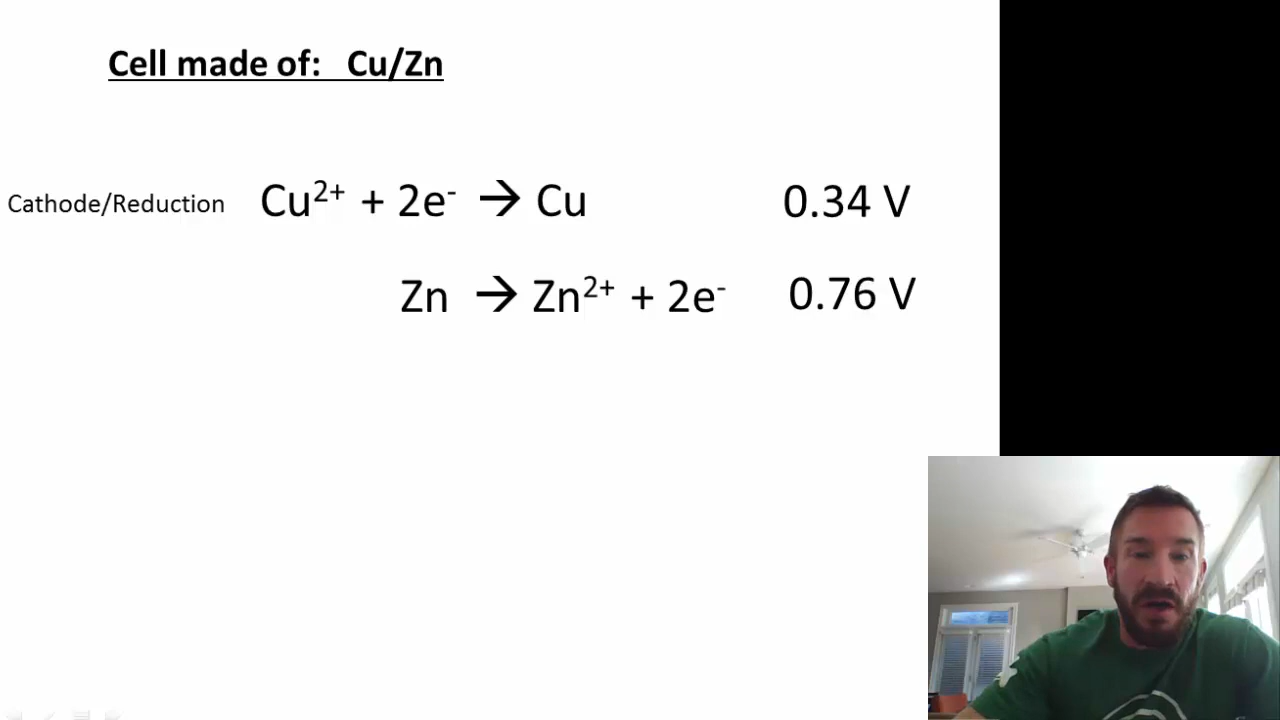 Cell made of: Cu/Zn
Cathode/Reduction Cu²⁺ + 2e⁻ → Cu 0.34 V
Zn → Zn²⁺ + 2e⁻ 0.76 V